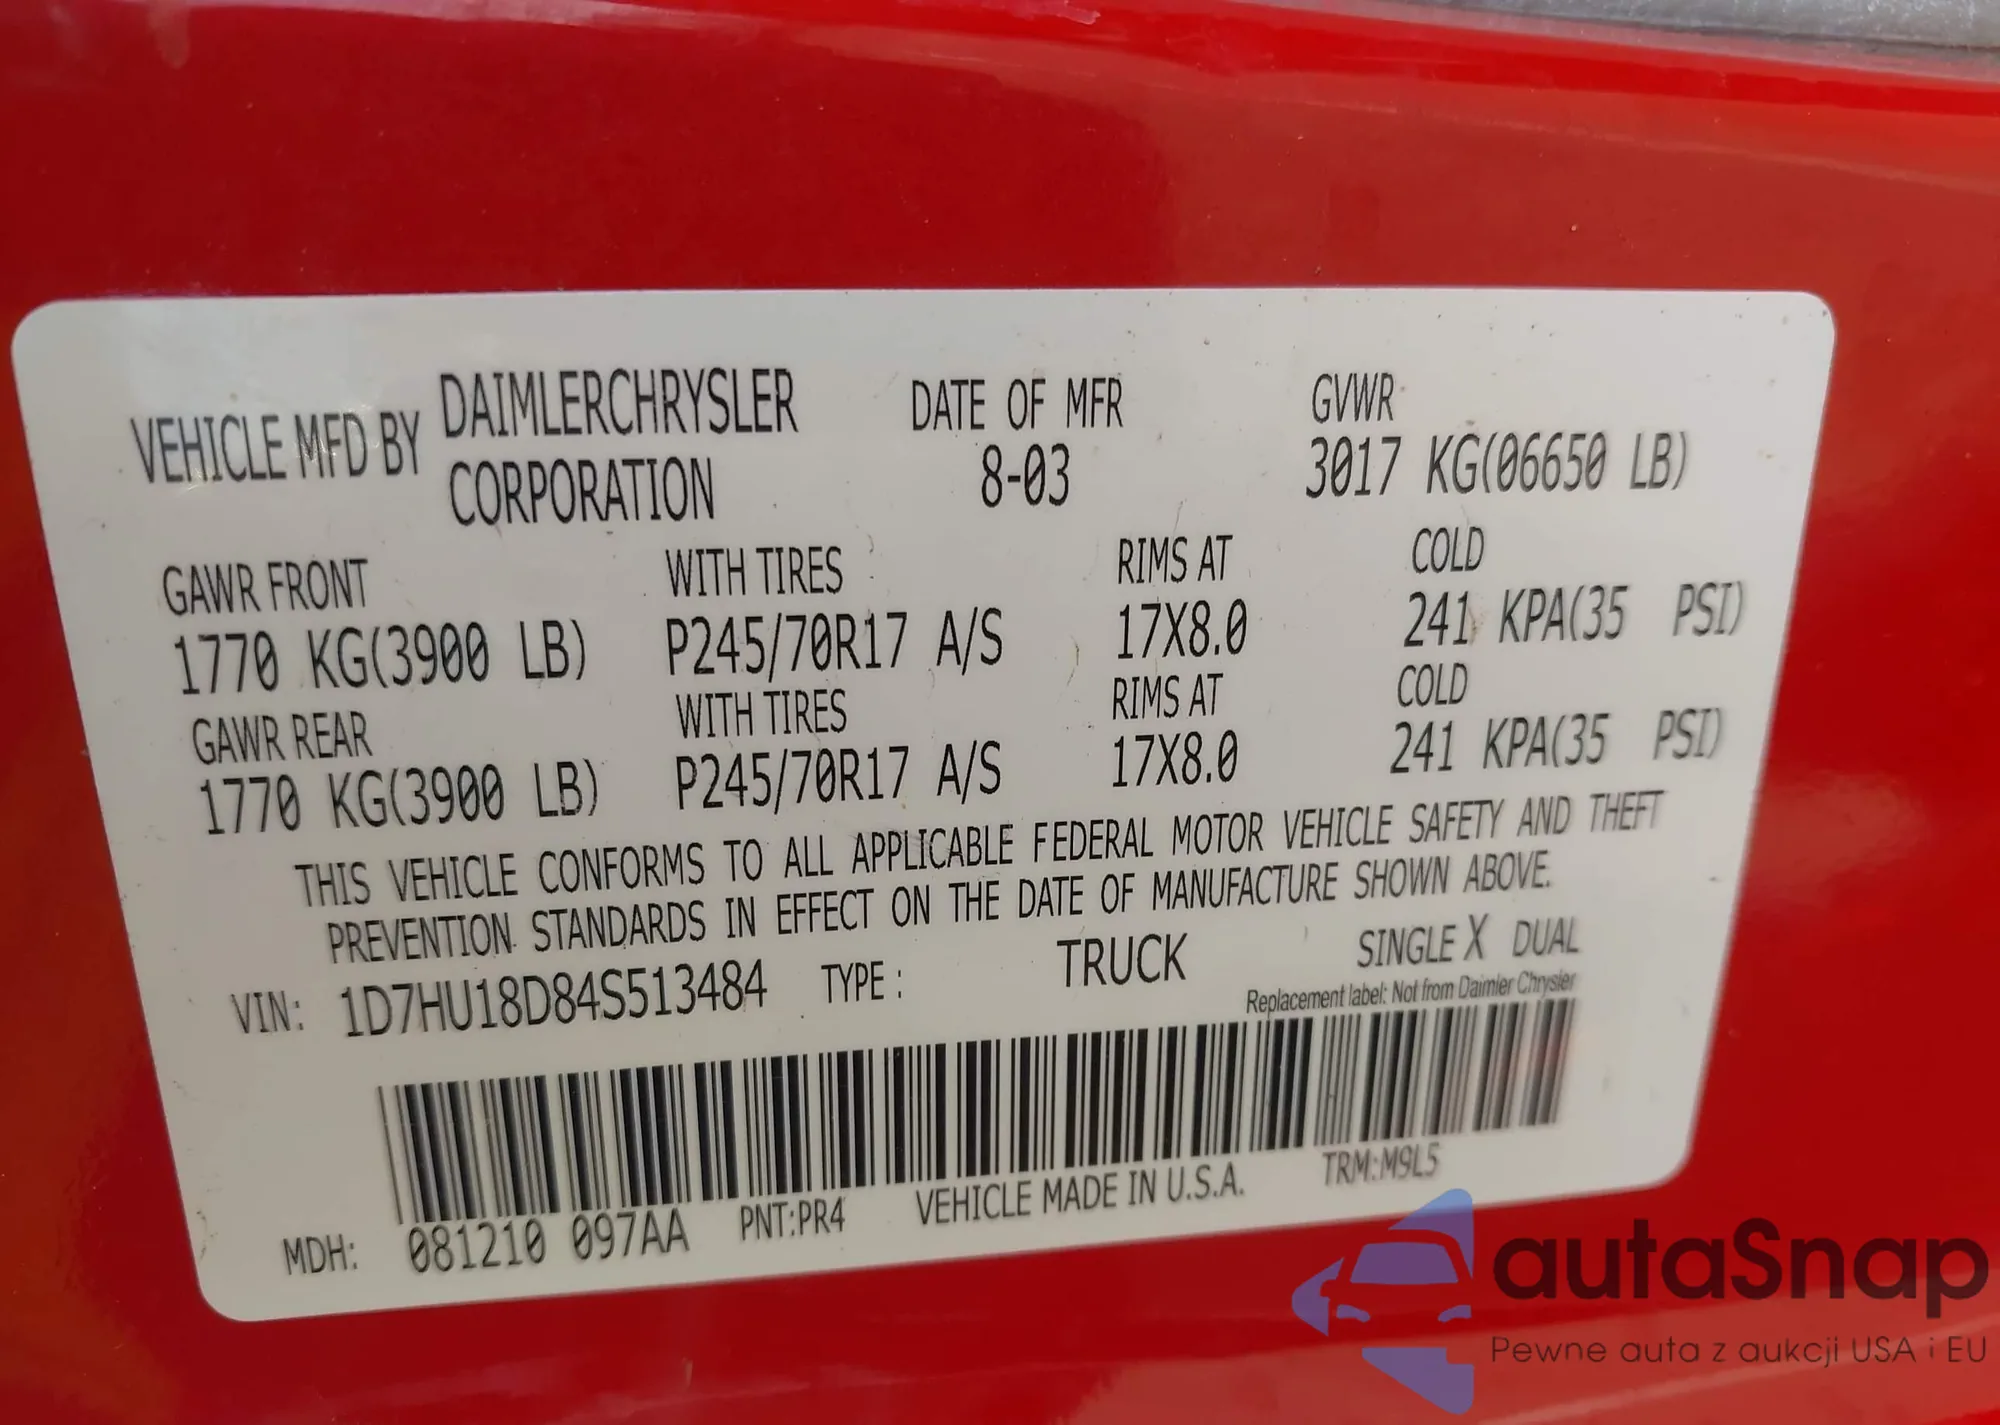 VEHICLE MFD BY DAIMLERCHRYSLER CORPORATION
DATE OF MFR
8-03
GVWR
3017 KG(06650 LB)
GAWR FRONT WITH TIRES RIMS AT COLD
1770 KG(3900 LB) P245/70R17 A/S 17X8.0 241 KPA(35 PSI)
GAWR REAR WITH TIRES RIMS AT COLD
1770 KG(3900 LB) P245/70R17 A/S 17X8.0 241 KPA(35 PSI)
THIS VEHICLE CONFORMS TO ALL APPLICABLE FEDERAL MOTOR VEHICLE SAFETY AND THEFT
PREVENTION STANDARDS IN EFFECT ON THE DATE OF MANUFACTURE SHOWN ABOVE.
VIN: 1D7HU18D84S513484 TYPE : TRUCK SINGLE X DUAL
Replacement label: Not from Daimler Chrysler
MDH: 081210 097AA PNT:PR4 VEHICLE MADE IN U.S.A. TRM:M9L5
autaSnap
Pewne auta z aukcji USA i EU